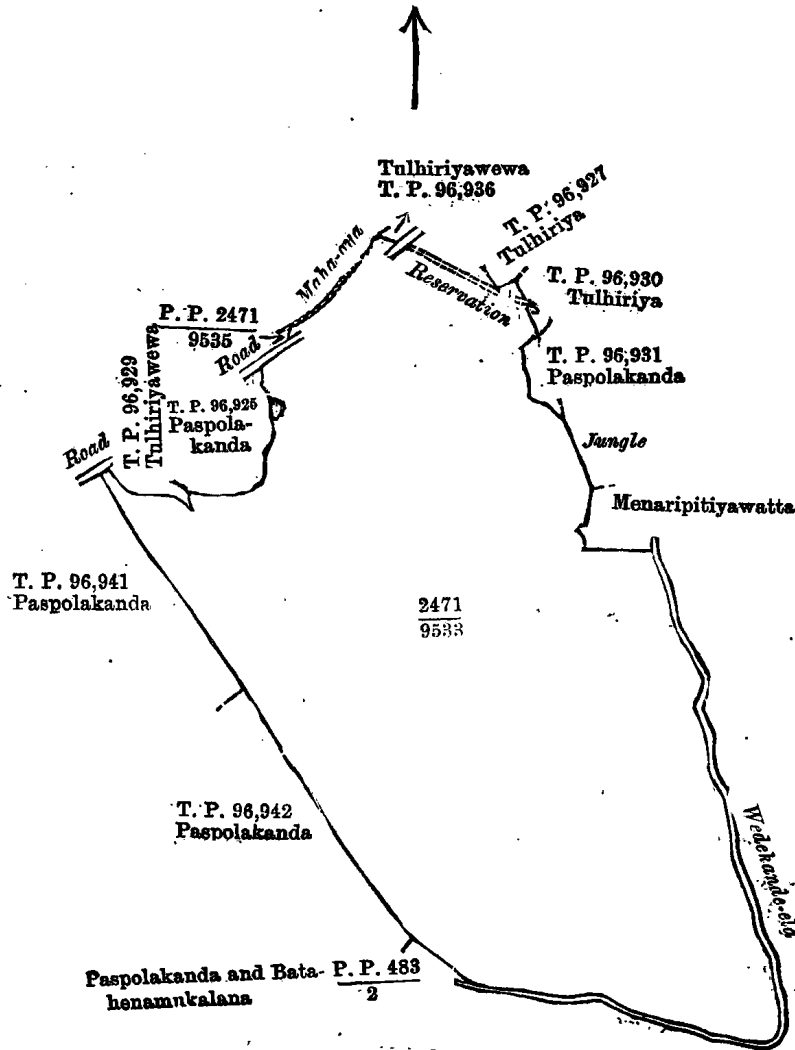 Tulhiriyawewa
T. P. 96,936
T. P. 96,927
Tulhiriya
Maha-oya
Reservation
T. P. 96,930
Tulhiriya
P. P. 2471
9535
Road
T. P. 96,931
Paspolakanda
T. P. 96,929
Tulhiriyawewa
T. P. 96,925
Paspola-
kanda
Road
Jungle
Menaripitiyawatta
T. P. 96,941
Paspolakanda
2471
9533
T. P. 96,942
Paspolakanda
Wedekande-ela
Paspolakanda and Bata-
henamukalana
P. P. 483
2